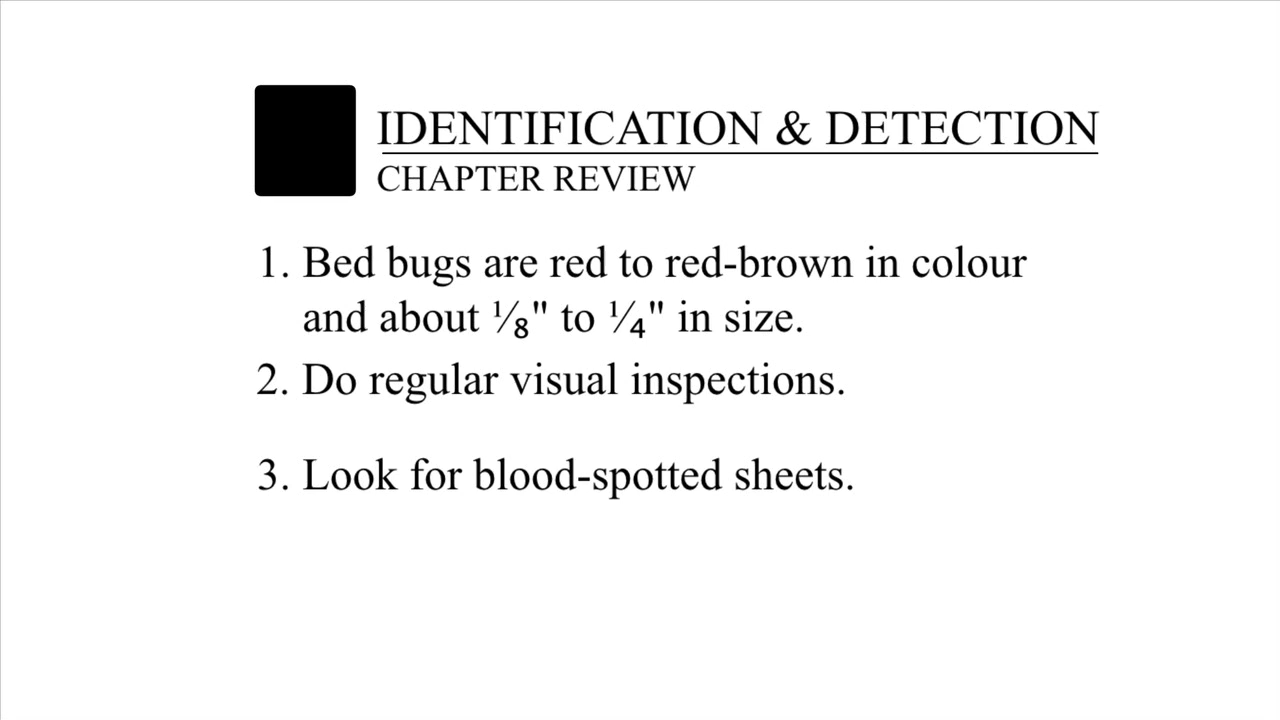 IDENTIFICATION & DETECTION
CHAPTER REVIEW
1. Bed bugs are red to red-brown in colour
and about ⅛" to ¼" in size.
2. Do regular visual inspections.
3. Look for blood-spotted sheets.